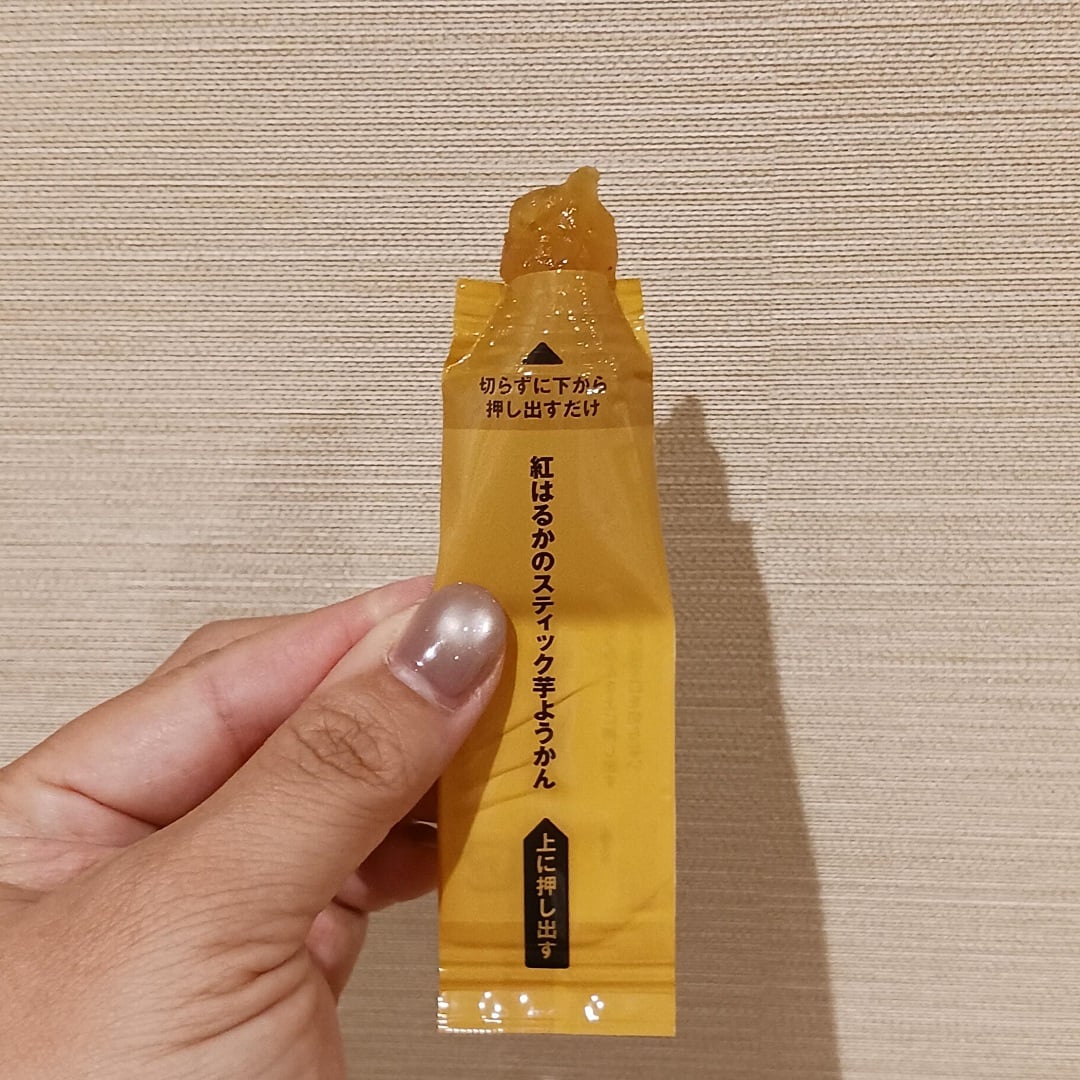 切らずに下から
押し出すだけ
紅はるかのスティック芋ようかん
上に押し出す